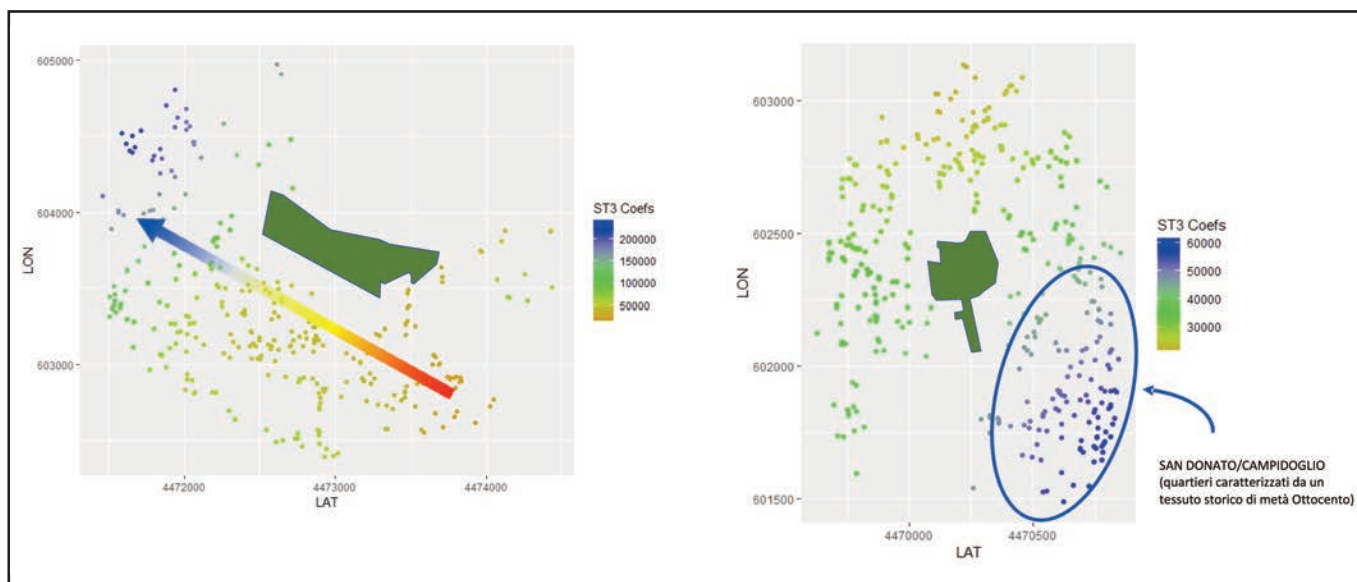 605000
604000
603000
LON
4472000
4473000
4474000
LAT
ST3 Coefs
200000
150000
100000
50000
603000
602500
602000
601500
LON
4470000
4470500
LAT
ST3 Coefs
60000
50000
40000
30000
SAN DONATO/CAMPIDOGLIO
(quartieri caratterizzati da un
tessuto storico di metà Ottocento)